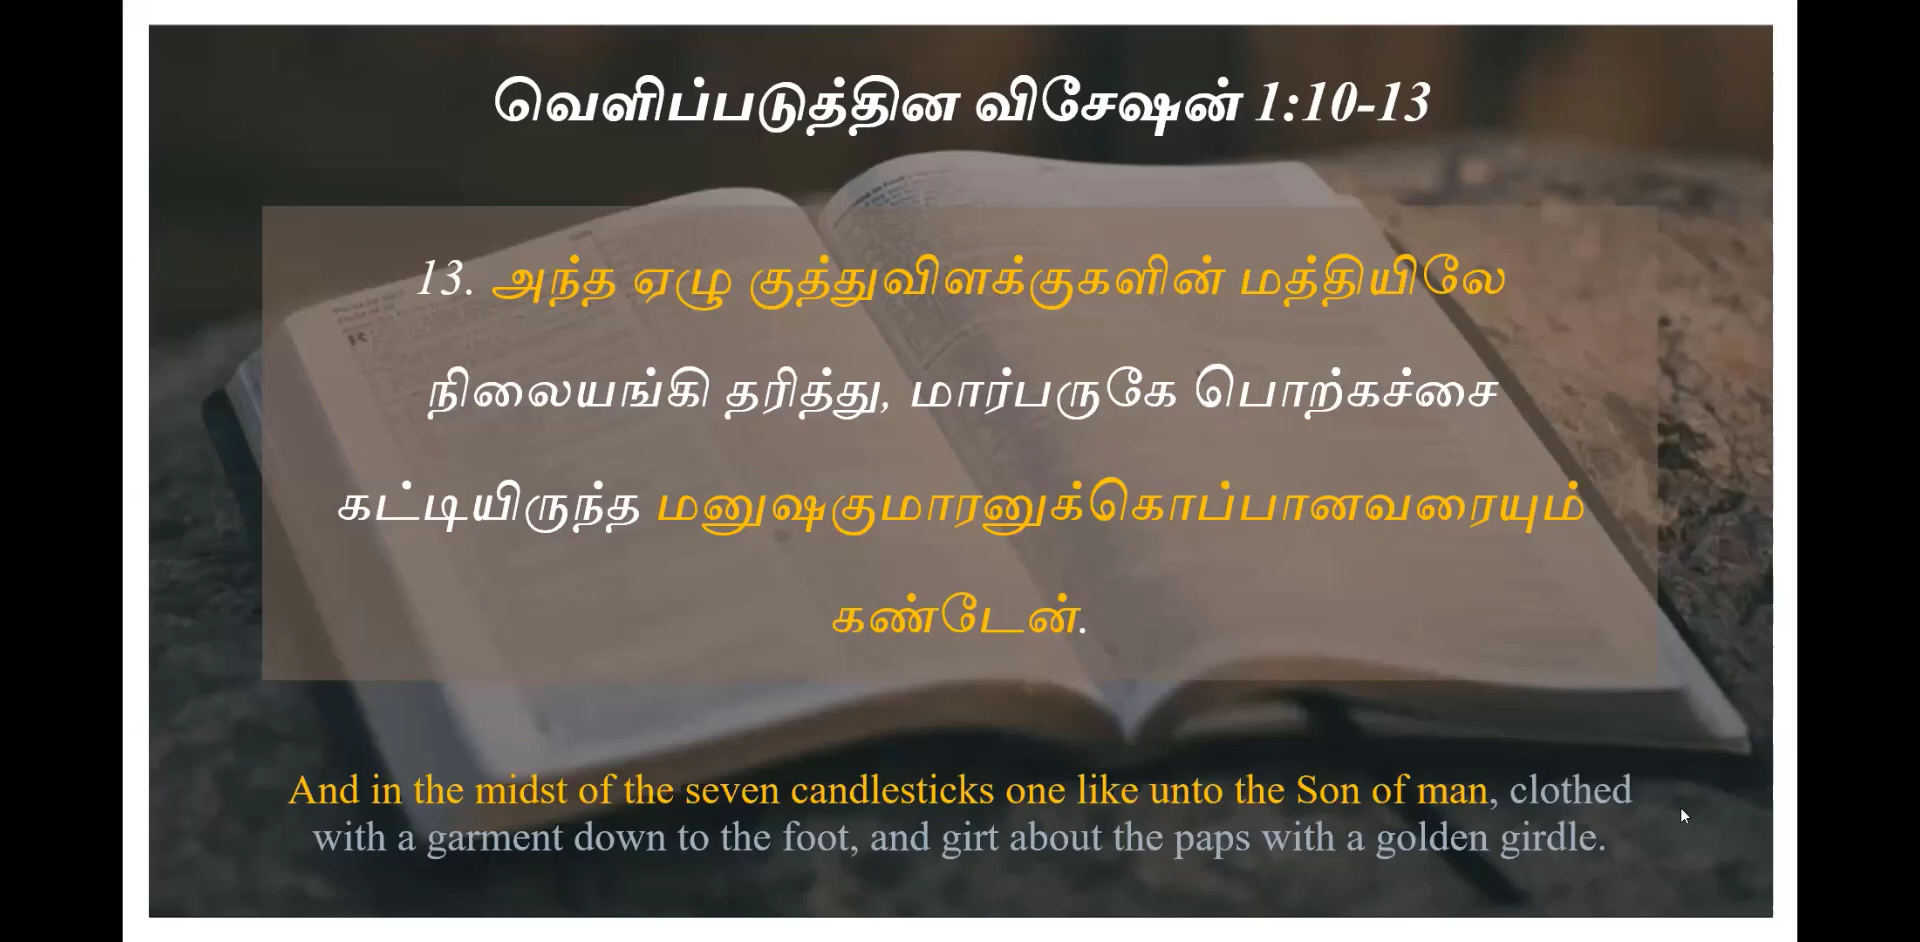 வெளிப்படுத்தின விசேஷன் 1:10-13
13. அந்த ஏழு குத்துவிளக்குகளின் மத்தியிலே
நிலையங்கி தரித்து, மார்பருகே பொற்கச்சை
கட்டியிருந்த மனுஷகுமாரனுக்கொப்பானவரையும்
கண்டேன்.
And in the midst of the seven candlesticks one like unto the Son of man, clothed
with a garment down to the foot, and girt about the paps with a golden girdle.